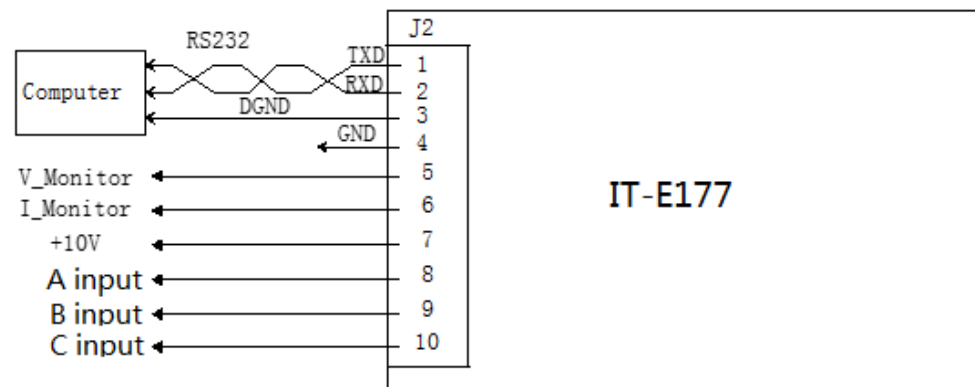 J2
RS232
TXD
1
Computer
RXD
2
DGND
3
GND
4
V_Monitor
5
IT-E177
I_Monitor
6
+10V
7
A input
8
B input
9
C input
10